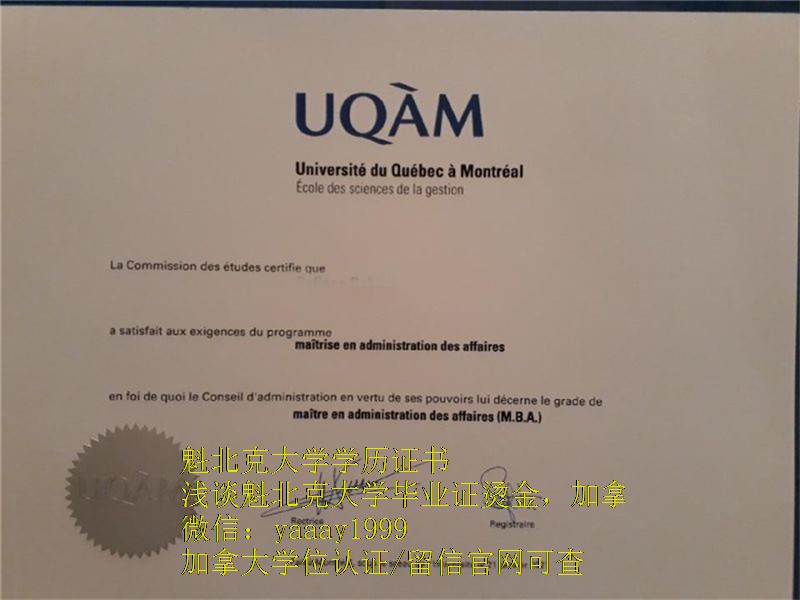 UQÀM
Université du Québec à Montréal
École des sciences de la gestion
La Commission des études certifie que
a satisfait aux exigences du programme
maîtrise en administration des affaires
en foi de quoi le Conseil d'administration en vertu de ses pouvoirs lui décerne le grade de
maître en administration des affaires (M.B.A.)
UQÀM
魁北克大学学历证书
浅谈魁北克大学毕业证烫金，加拿
Rectrice
Registraire
微信：yaaay1999
加拿大学位认证/留信官网可查